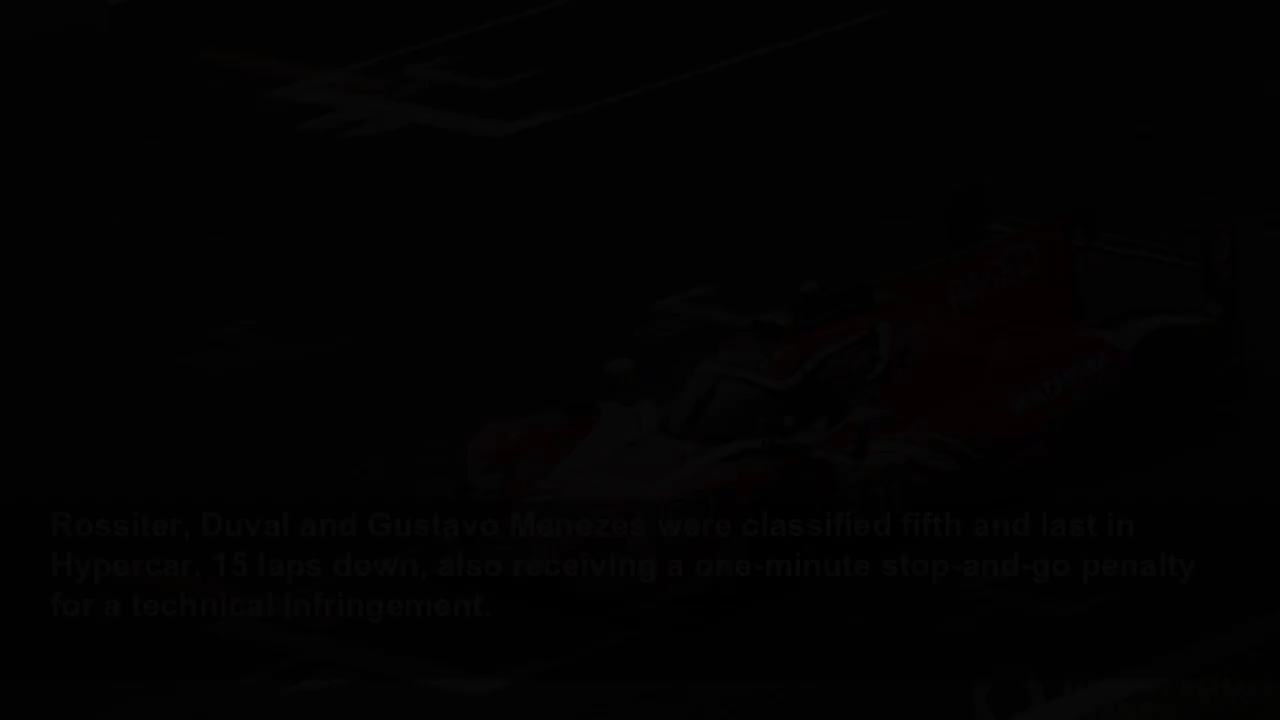 Rossiter, Duval and Gustavo Menezes were classified fifth and last in
Hypercar, 15 laps down, also receiving a one-minute stop-and-go penalty
for a technical infringement.